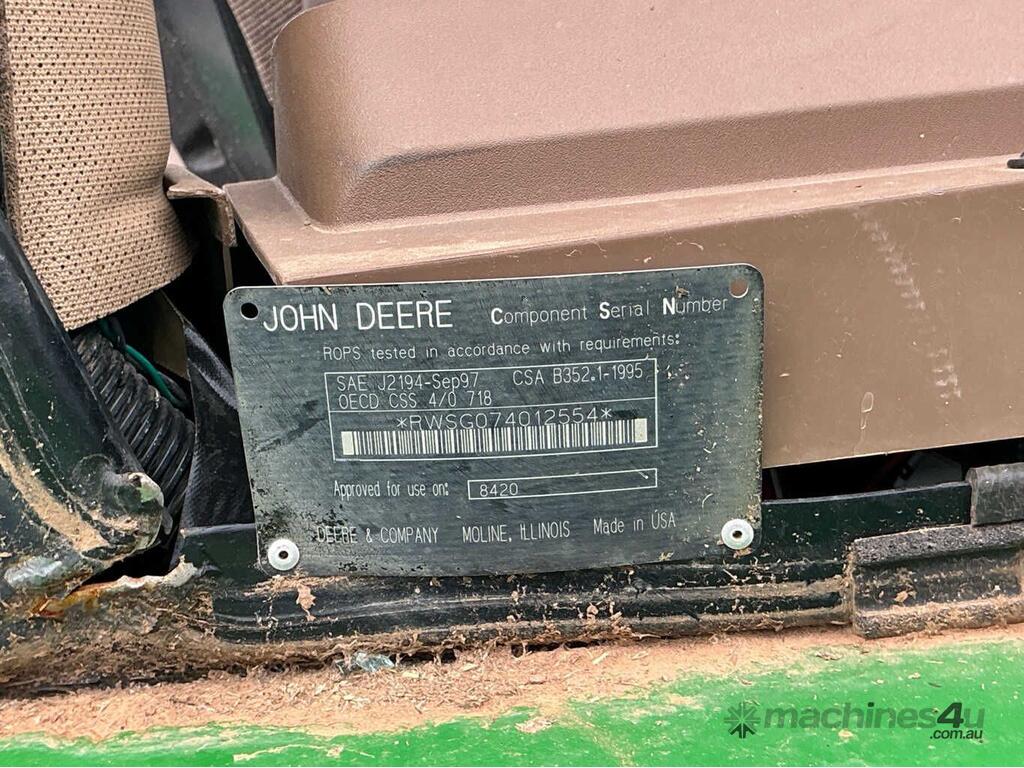 JOHN DEERE Component Serial Number
ROPS tested in accordance with requirements:
SAE J2194-Sep97 CSA B352.1-1995
OECD CSS 4/0 718
*RWSG074012554*
Approved for use on: 8420
DEERE & COMPANY MOLINE, ILLINOIS Made in USA
machines4u
.com.au